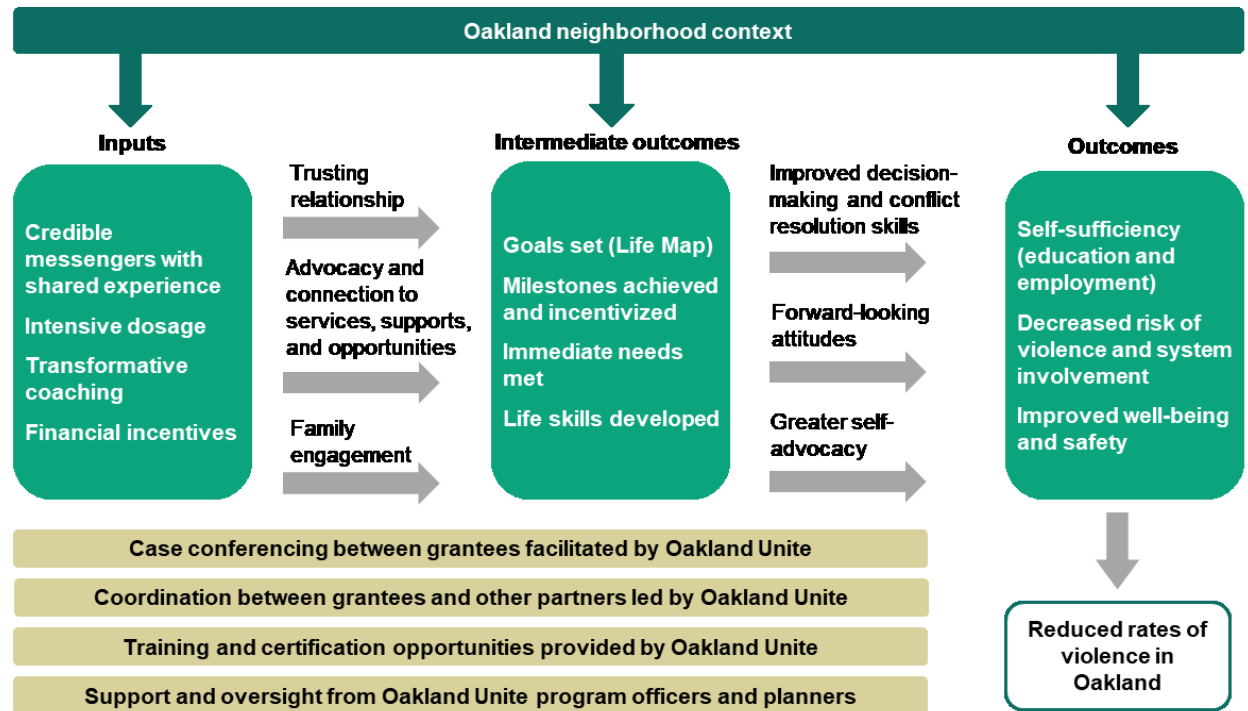 Oakland neighborhood context
Inputs
Credible
messengers with
shared experience
Intensive dosage
Transformative
coaching
Financial incentives
Trusting
relationship
Advocacy and
connection to
services, supports,
and opportunities
Family
engagement
Intermediate outcomes
Goals set (Life Map)
Milestones achieved
and incentivized
Immediate needs
met
Life skills developed
Improved decision-
making and conflict
resolution skills
Forward-looking
attitudes
Greater self-
advocacy
Outcomes
Self-sufficiency
(education and
employment)
Decreased risk of
violence and system
involvement
Improved well-being
and safety
Case conferencing between grantees facilitated by Oakland Unite
Coordination between grantees and other partners led by Oakland Unite
Training and certification opportunities provided by Oakland Unite
Support and oversight from Oakland Unite program officers and planners
Reduced rates of
violence in
Oakland